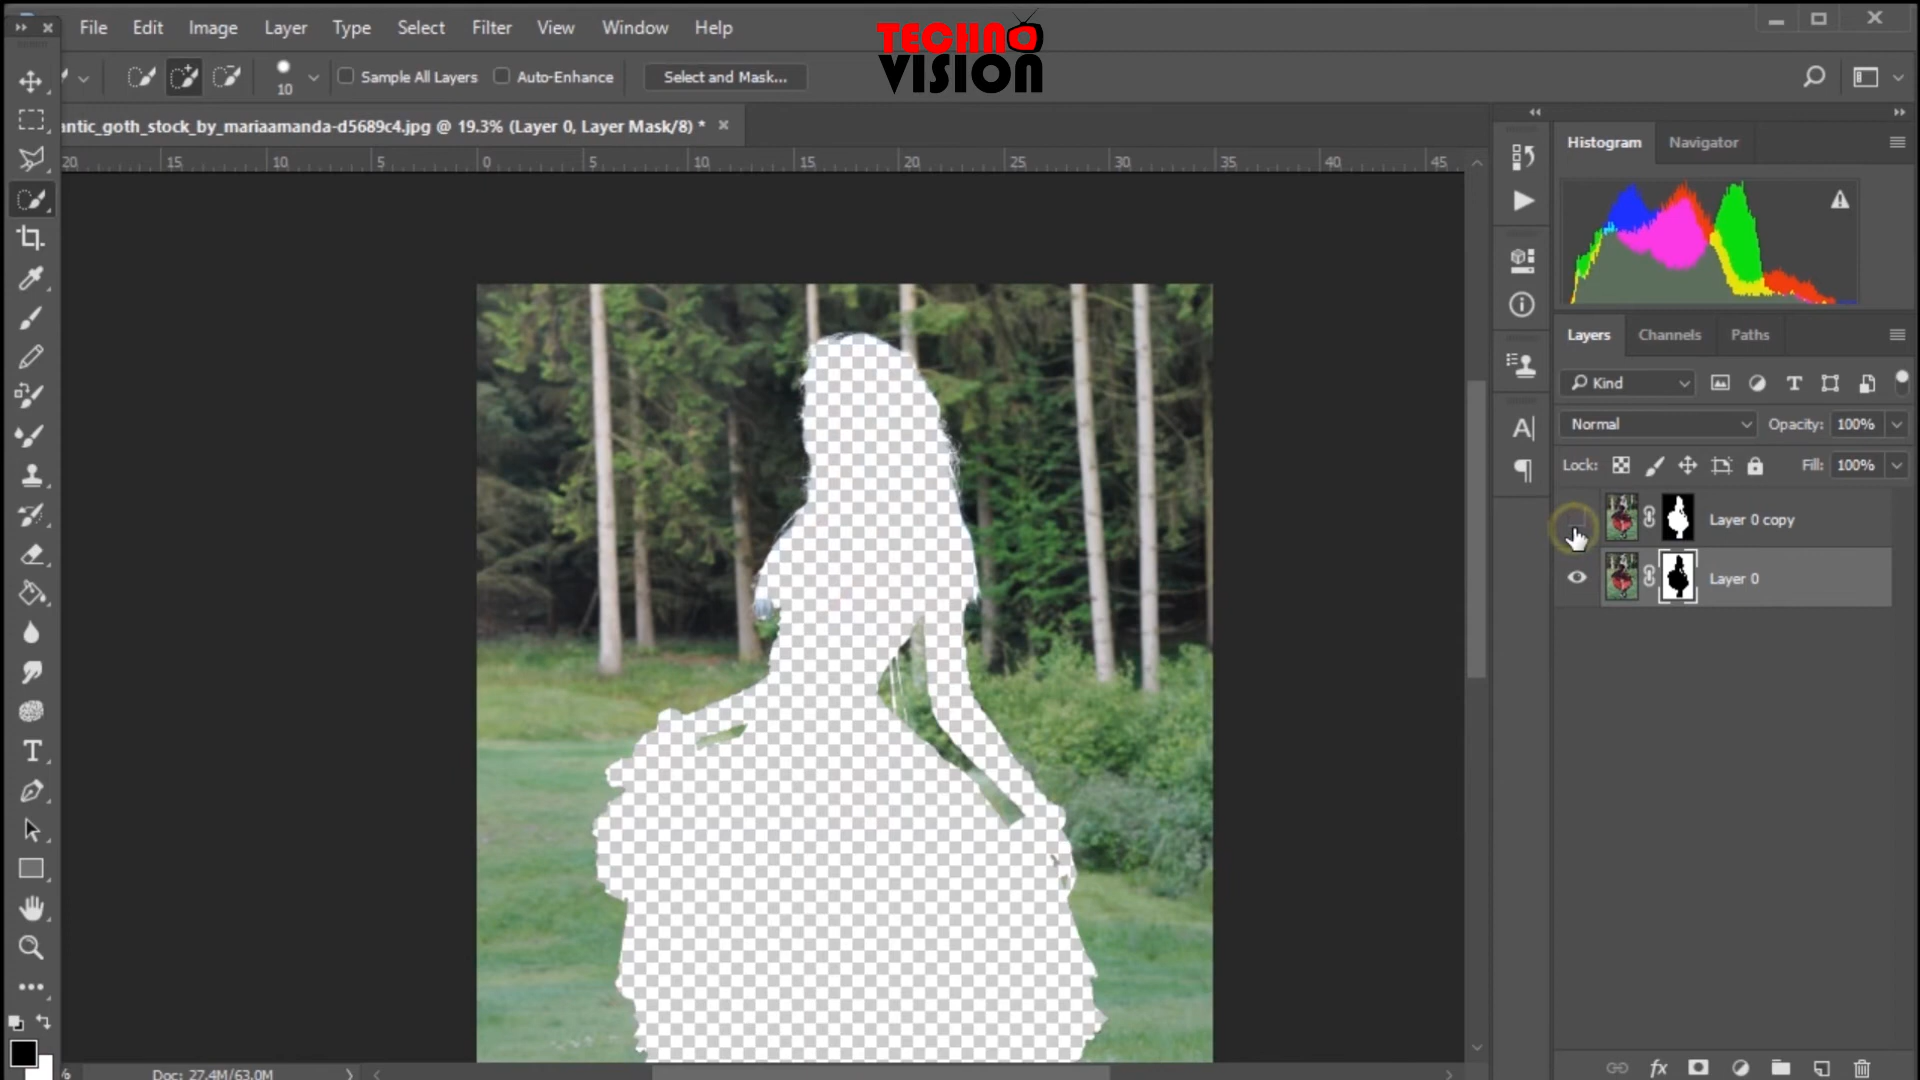 File Edit Image Layer Type Select Filter View Window Help
TECHNO
VISION
10
Sample All Layers
Auto-Enhance
Select and Mask...
antic_goth_stock_by_mariaamanda-d5689c4.jpg @ 19.3% (Layer 0, Layer Mask/8) *
20 15 10 5 0 5 10 15 20 25 30 35 40 45
Histogram Navigator
Layers Channels Paths
Kind
Normal Opacity: 100%
Lock: Fill: 100%
Layer 0 copy
Layer 0
fx
% Doc: 27.4M/63.0M